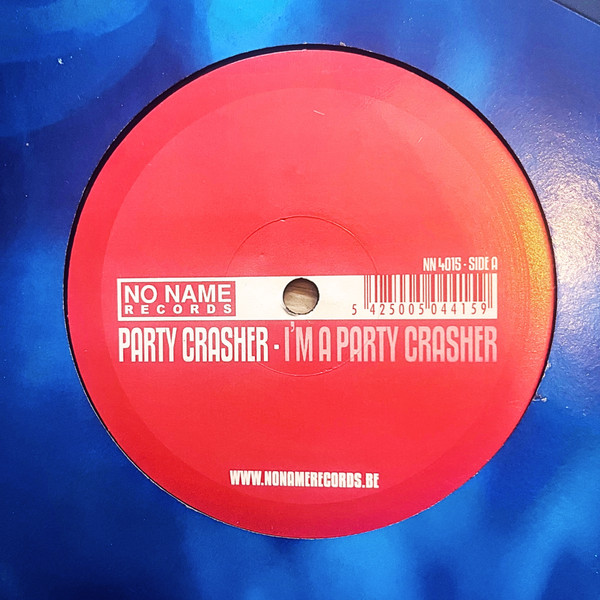 NN 4015 - SIDE A
NO NAME
RECORDS
5 425005 044159
PARTY CRASHER - I'M A PARTY CRASHER
WWW.NONAMERECORDS.BE